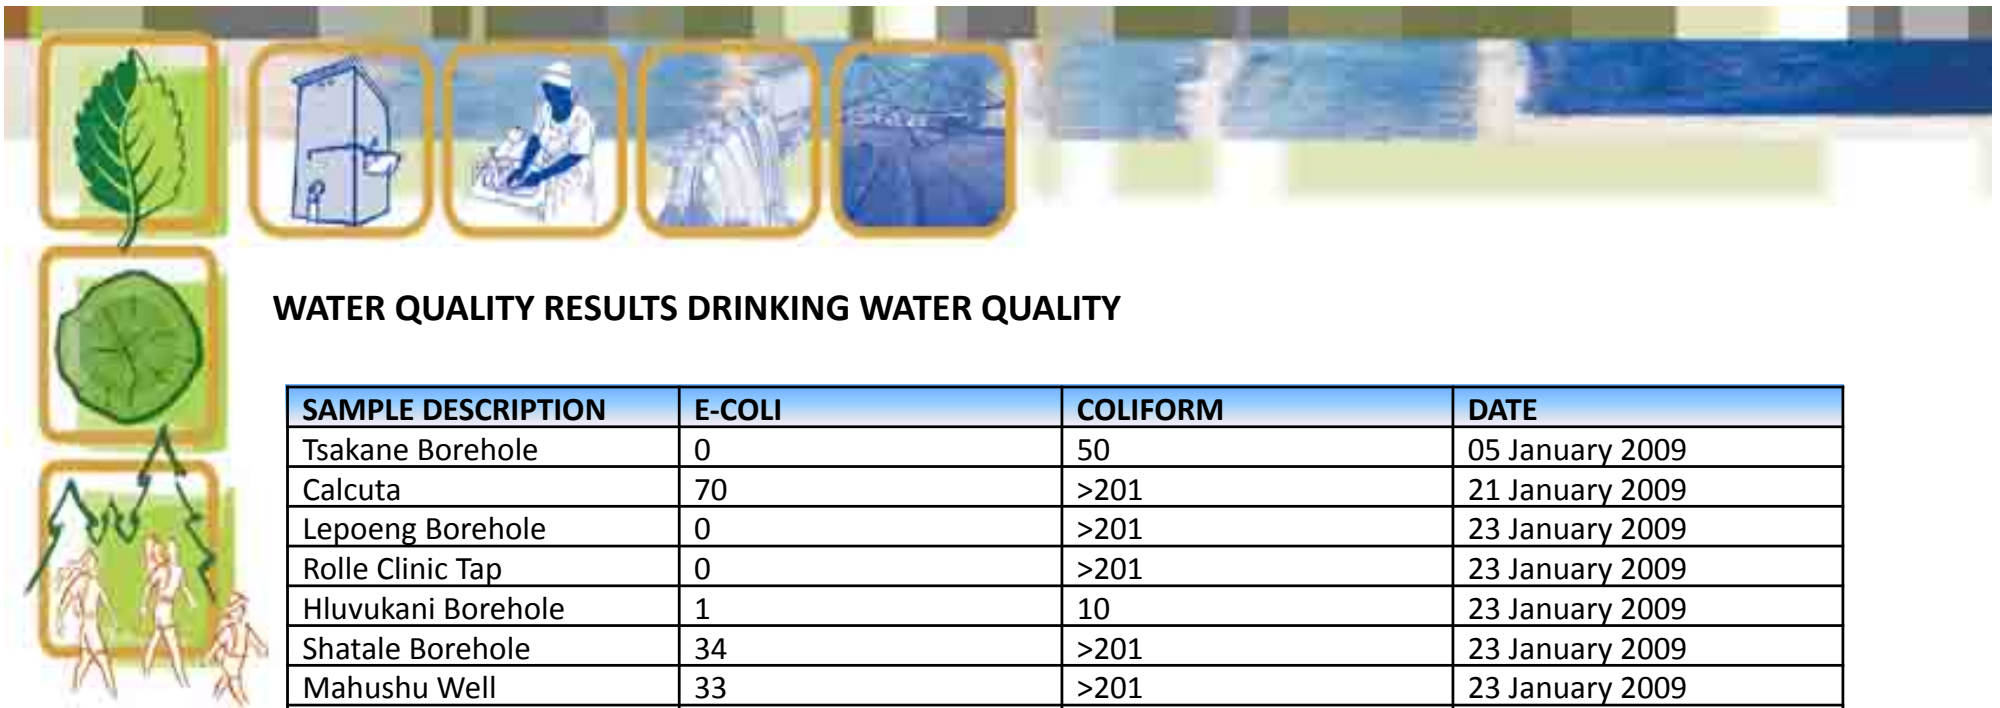 WATER QUALITY RESULTS DRINKING WATER QUALITY
SAMPLE DESCRIPTION E-COLI COLIFORM DATE
Tsakane Borehole 0 50 05 January 2009
Calcuta 70 >201 21 January 2009
Lepoeng Borehole 0 >201 23 January 2009
Rolle Clinic Tap 0 >201 23 January 2009
Hluvukani Borehole 1 10 23 January 2009
Shatale Borehole 34 >201 23 January 2009
Mahushu Well 33 >201 23 January 2009